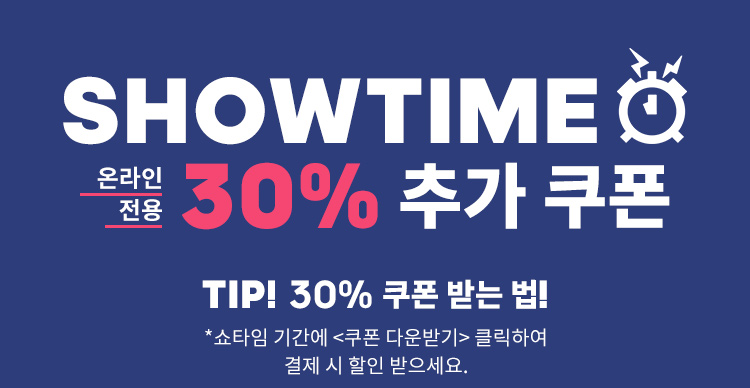 SHOWTIME
온라인
전용
30% 추가 쿠폰
TIP! 30% 쿠폰 받는 법!
*쇼타임 기간에 <쿠폰 다운받기> 클릭하여
결제 시 할인 받으세요.